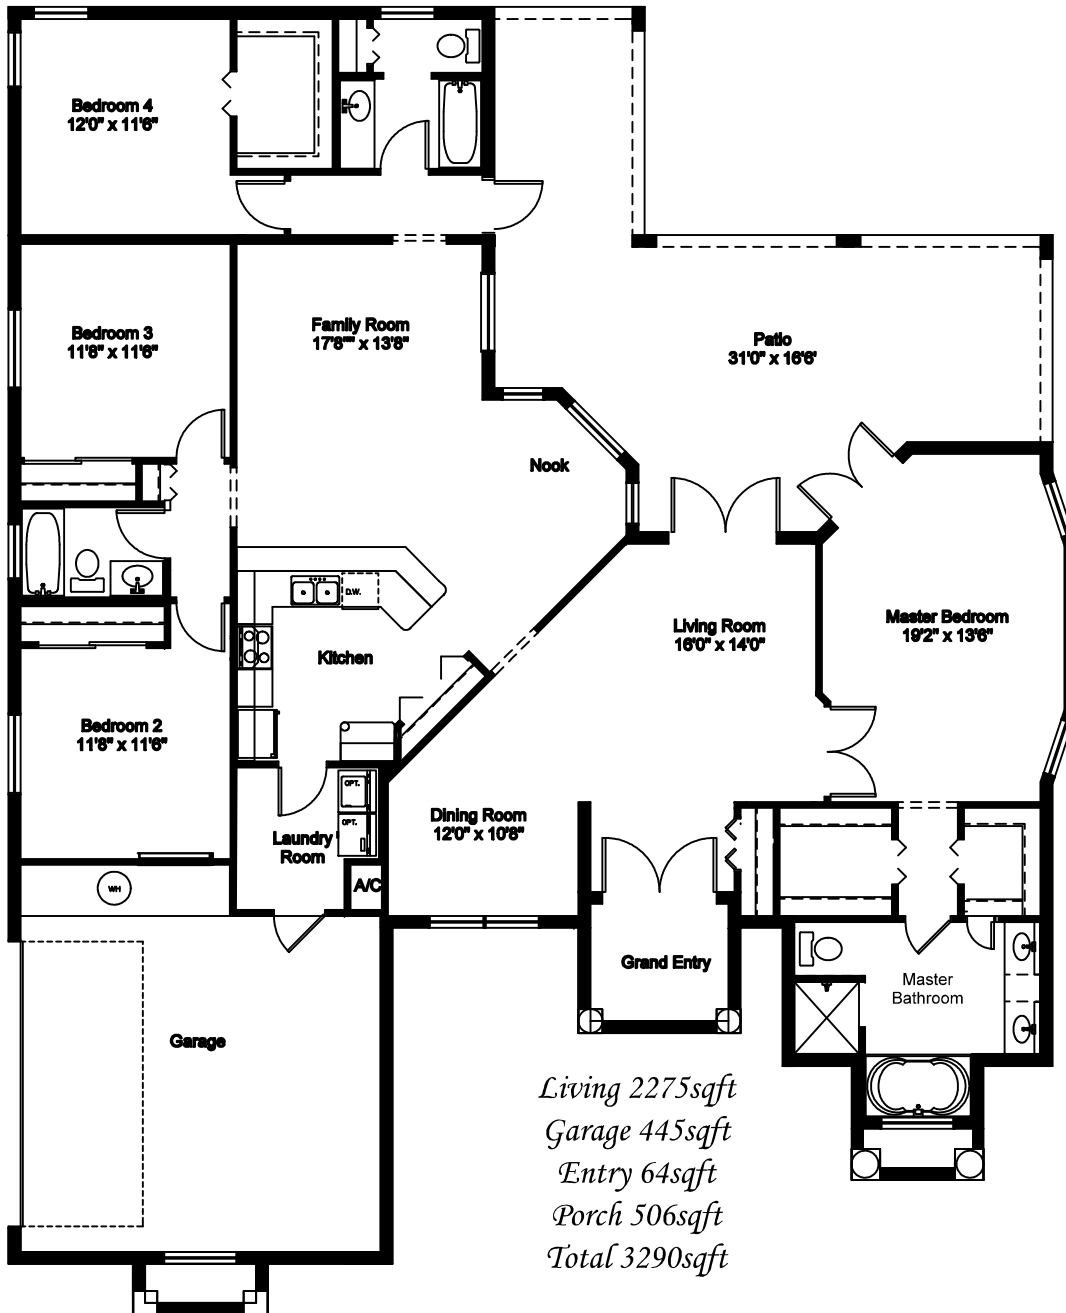 Bedroom 4
12'0" x 11'6"
Bedroom 3
11'8" x 11'6"
Family Room
17'8"" x 13'8"
Patio
31'0" x 16'6'
Nook
D.W.
Kitchen
Living Room
16'0" x 14'0"
Master Bedroom
19'2" x 13'6"
Bedroom 2
11'8" x 11'6"
OPT.
OPT.
Laundry
Room
Dining Room
12'0" x 10'8"
A/C
WH
Grand Entry
Master
Bathroom
Garage
Living 2275sqft
Garage 445sqft
Entry 64sqft
Porch 506sqft
Total 3290sqft